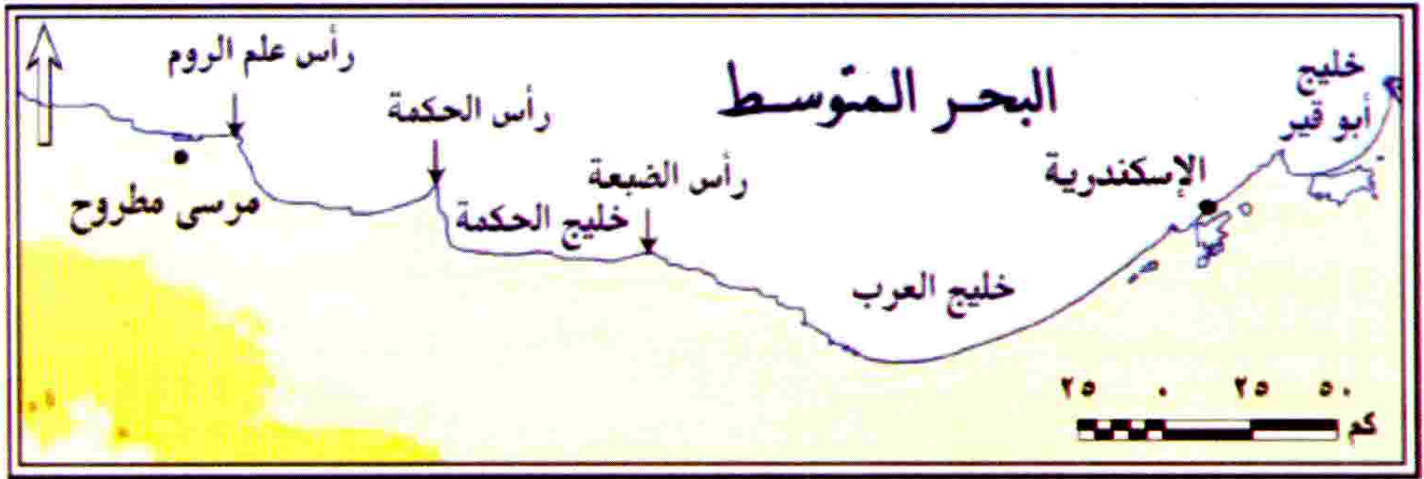 رأس علم الروم
رأس الحكمة
رأس الضبعة
البحر المتوسط
خليج
أبو قير
الإسكندرية
مرسى مطروح
خليج الحكمة
خليج العرب
٢٥ ٠ ٢٥ ٥٠
كم